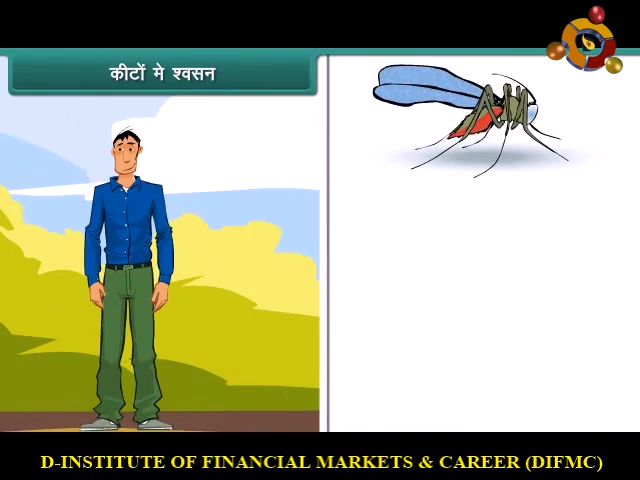 कीटों मे श्वसन
D-INSTITUTE OF FINANCIAL MARKETS & CAREER (DIFMC)